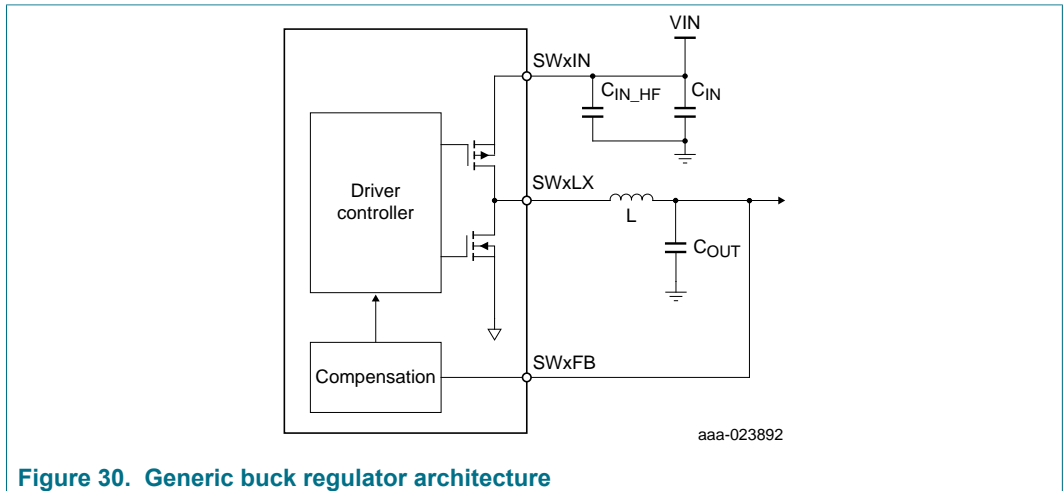 VIN
SWxIN
CIN_HF
CIN
Driver
controller
SWxLX
L
COUT
Compensation
SWxFB
aaa-023892
Figure 30. Generic buck regulator architecture